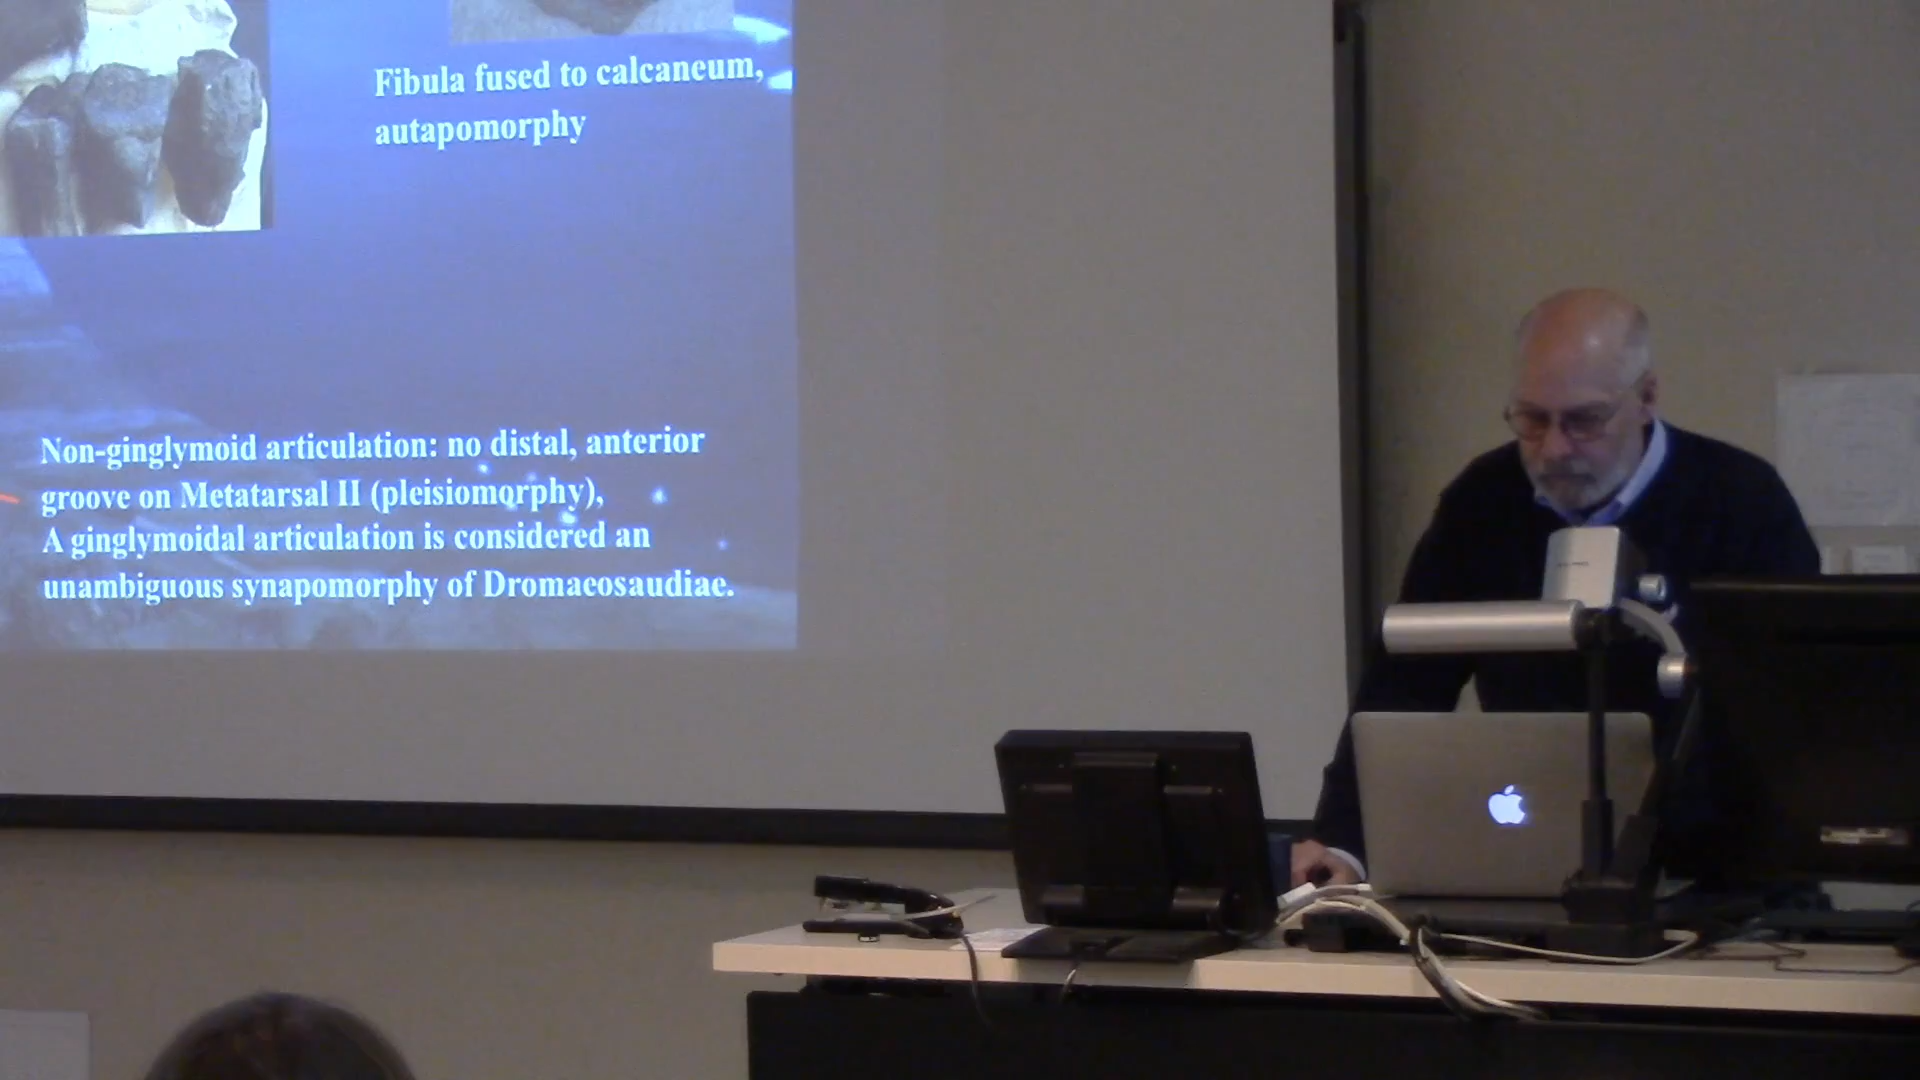 Fibula fused to calcaneum,
autapomorphy
Non-ginglymoid articulation: no distal, anterior
groove on Metatarsal II (pleisiomorphy),
A ginglymoidal articulation is considered an
unambiguous synapomorphy of Dromaeosaudiae.